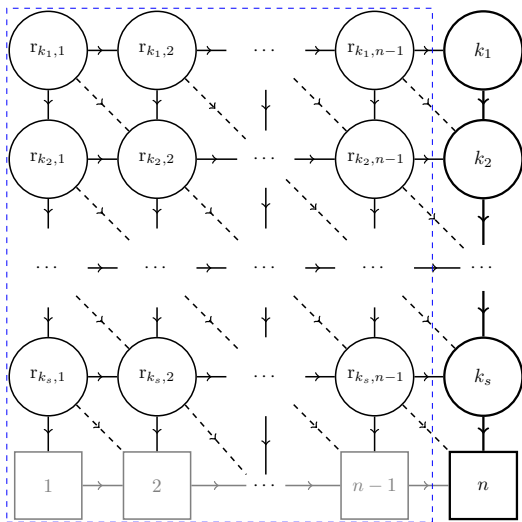 r_{k_1,1} r_{k_1,2} ... r_{k_1,n−1} k_1
r_{k_2,1} r_{k_2,2} ... r_{k_2,n−1} k_2
... ... ... ... ...
r_{k_s,1} r_{k_s,2} ... r_{k_s,n−1} k_s
1 2 ... n − 1 n